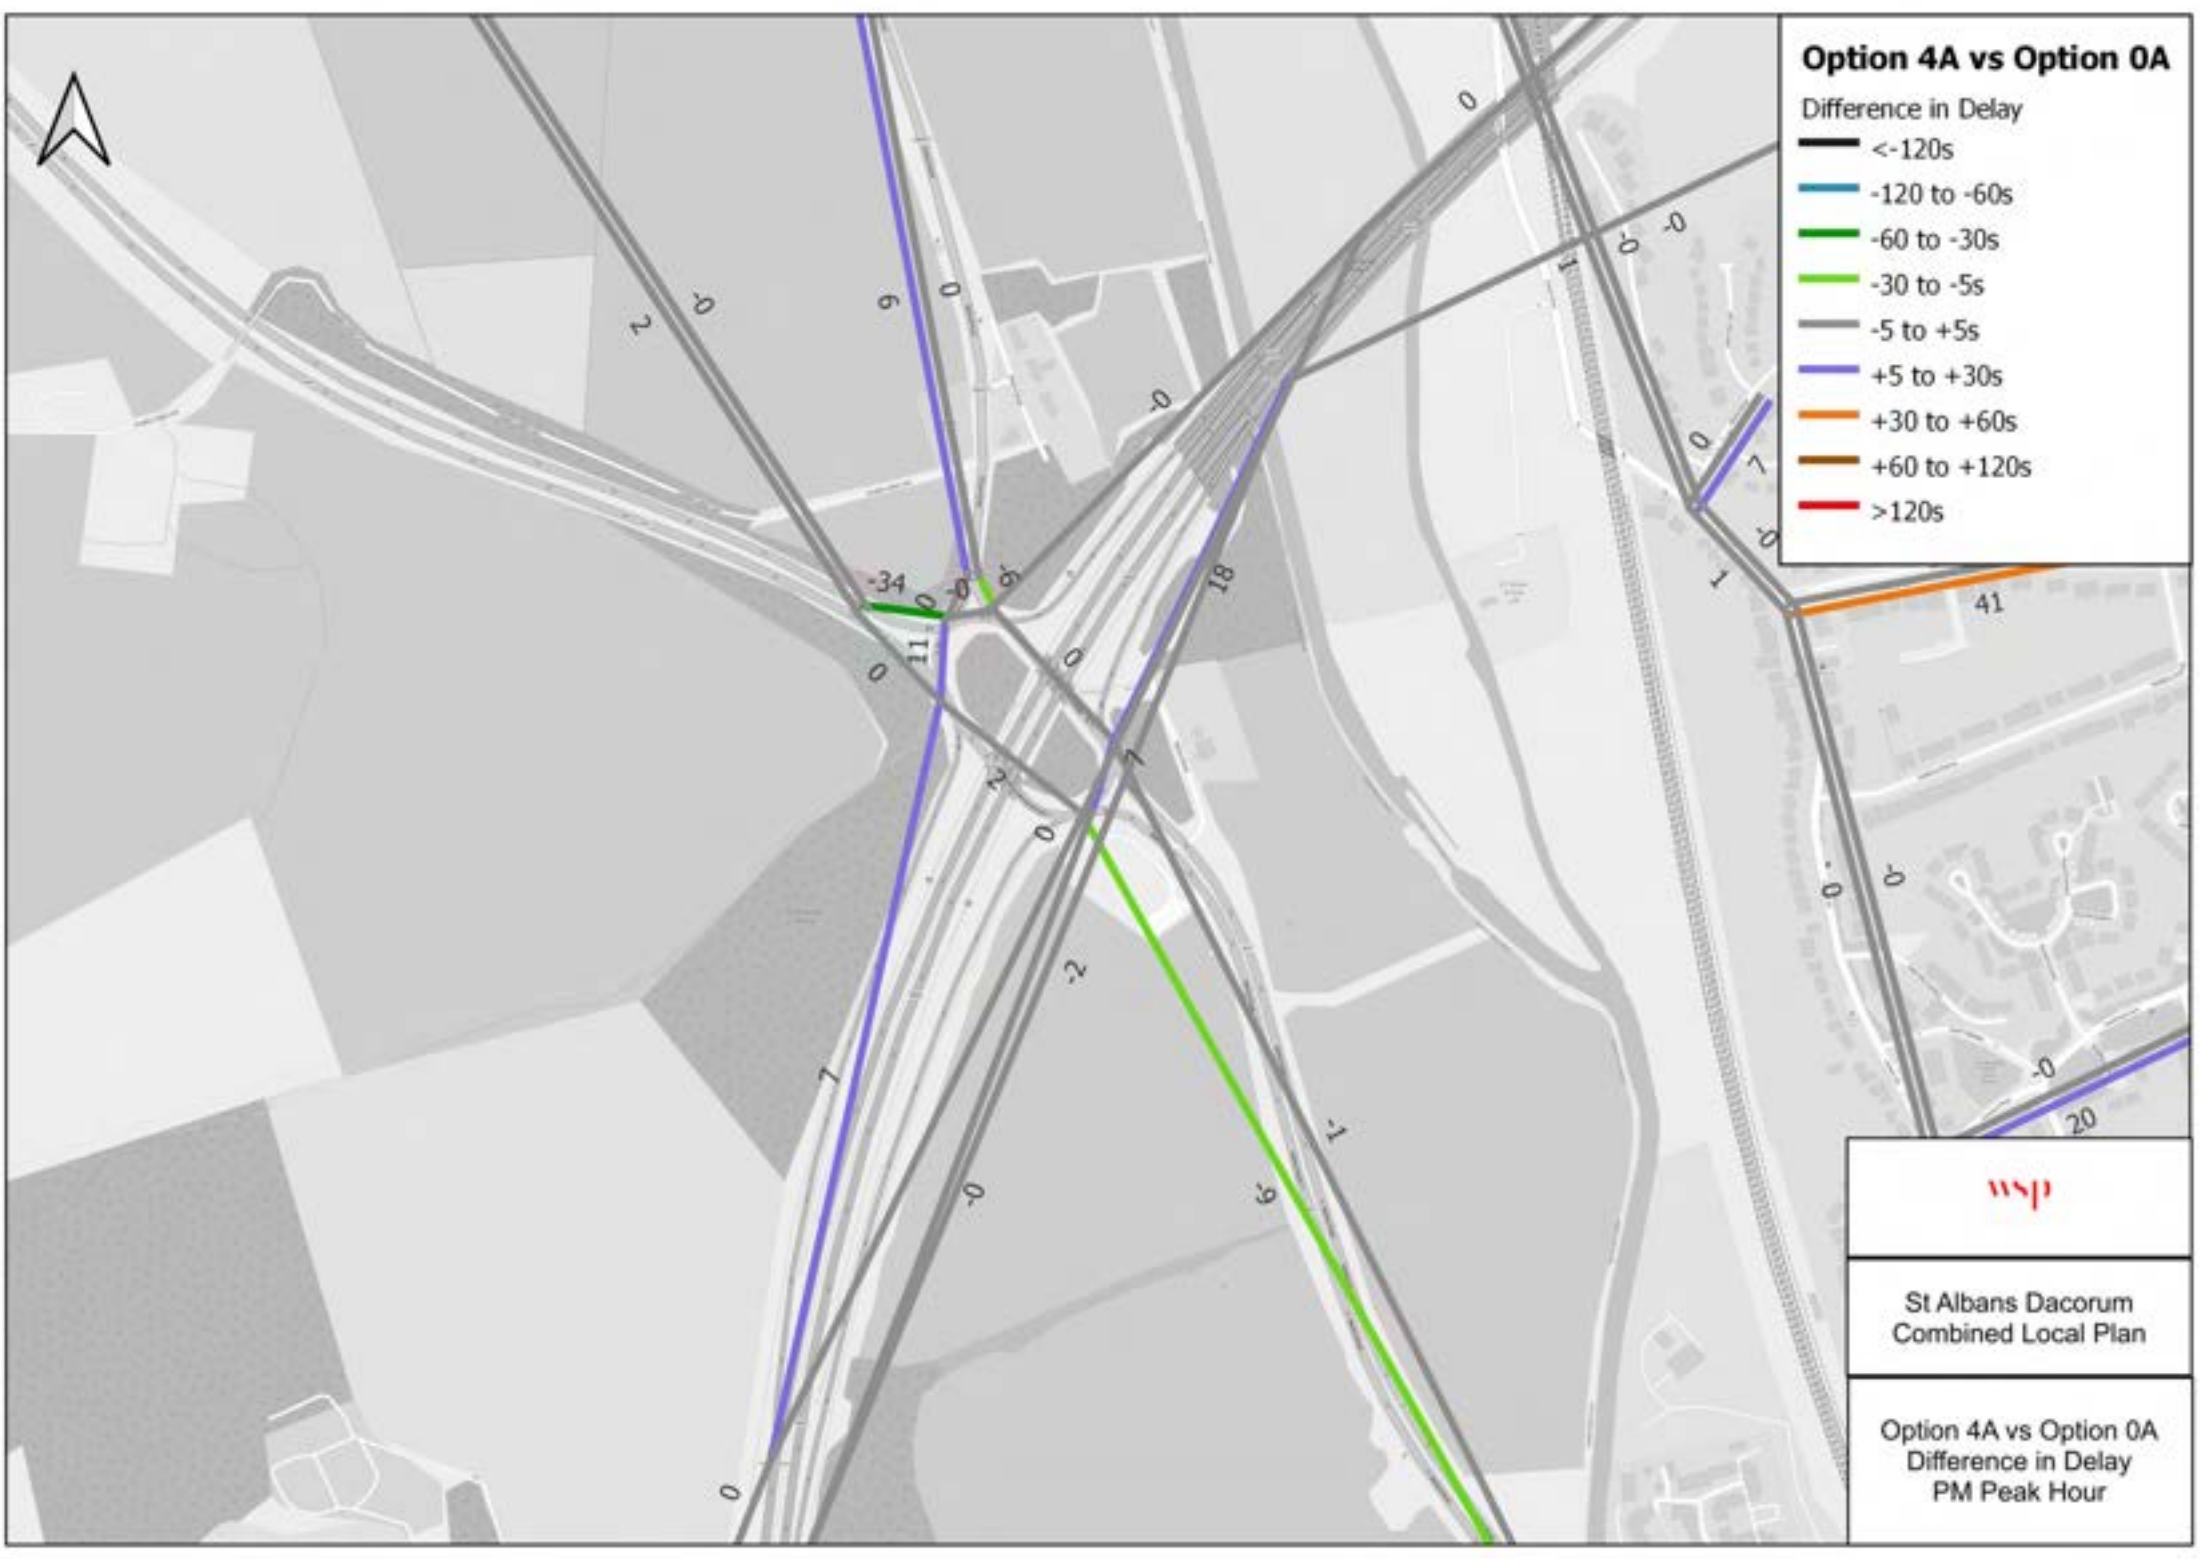 Option 4A vs Option 0A
Difference in Delay
<-120s
-120 to -60s
-60 to -30s
-30 to -5s
-5 to +5s
+5 to +30s
+30 to +60s
+60 to +120s
>120s
0
-0
-0
1
2
-0
6
0
-0
0
7
-0
1
41
-34
0
-0
18
11
0
0
7
2
0
0
-0
-2
7
-1
-0
20
-0
0
wsp
St Albans Dacorum
Combined Local Plan
Option 4A vs Option 0A
Difference in Delay
PM Peak Hour